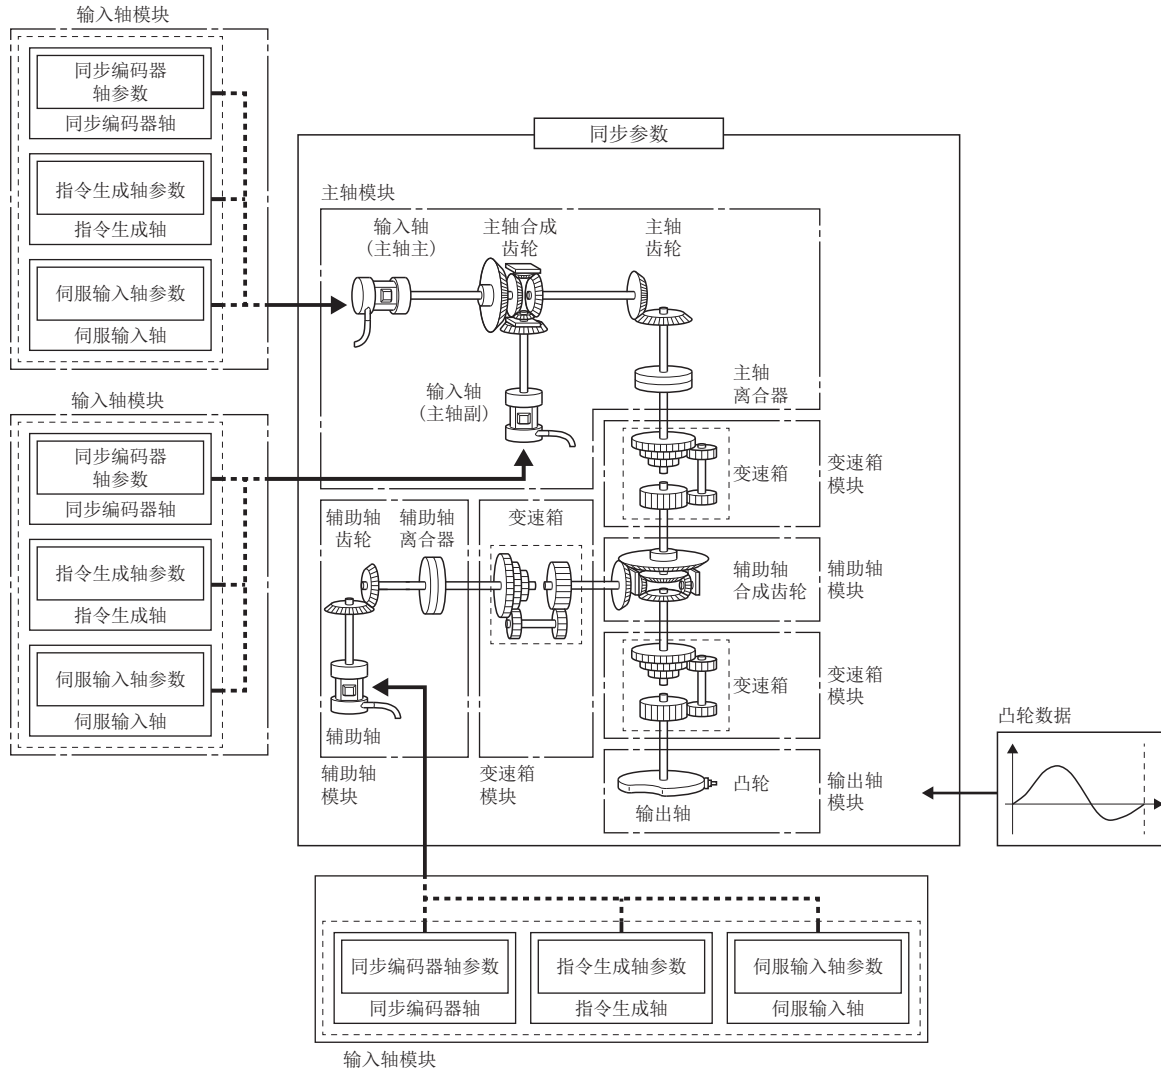 输入轴模块
同步编码器
轴参数
同步编码器轴
指令生成轴参数
指令生成轴
伺服输入轴参数
伺服输入轴
输入轴模块
同步编码器
轴参数
同步编码器轴
指令生成轴参数
指令生成轴
伺服输入轴参数
伺服输入轴
同步参数
主轴模块
输入轴
(主轴主)
主轴合成
齿轮
主轴
齿轮
输入轴
(主轴副)
主轴
离合器
变速箱
变速箱
模块
辅助轴
齿轮
辅助轴
离合器
变速箱
辅助轴
合成齿轮
辅助轴
模块
变速箱
变速箱
模块
辅助轴
辅助轴
模块
变速箱
模块
凸轮
输出轴
输出轴
模块
凸轮数据
同步编码器轴参数
同步编码器轴
指令生成轴参数
指令生成轴
伺服输入轴参数
伺服输入轴
输入轴模块